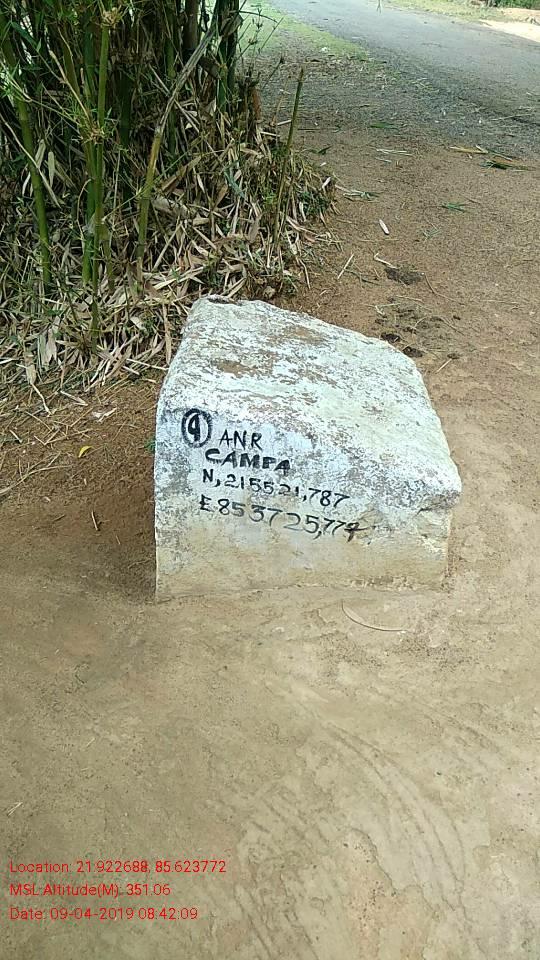 4 ANR
CAMPA
N,215521,787
E853725,774
Location: 21.922688, 85.623772
MSL Altitude(M): 351.06
Date: 09-04-2019 08:42:09